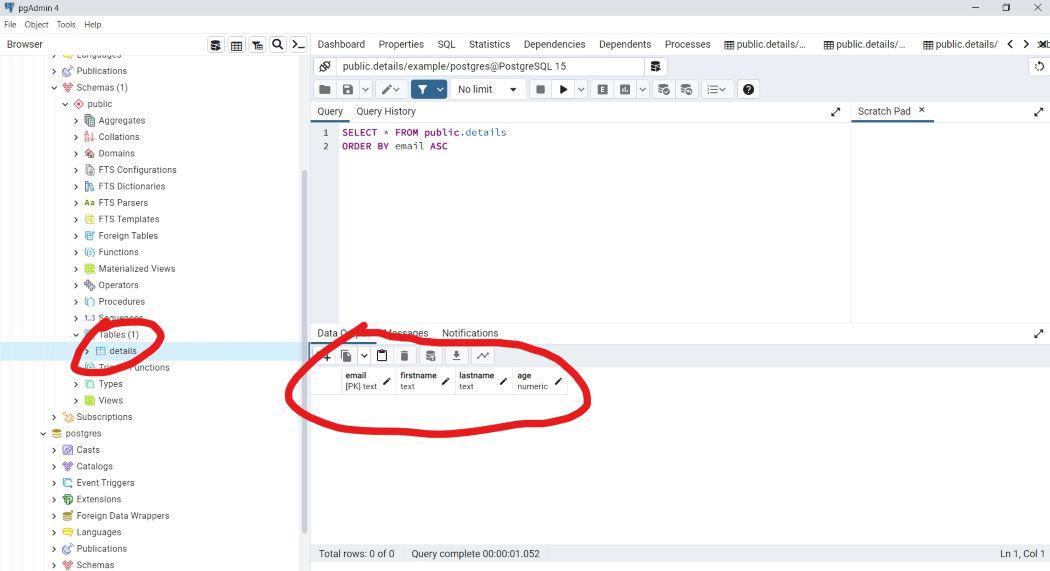 pgAdmin 4
File Object Tools Help
Browser
Dashboard Properties SQL Statistics Dependencies Dependents Processes public.details/... public.details/... public.details/
Languages
Publications
Schemas (1)
public
Aggregates
Collations
Domains
FTS Configurations
FTS Dictionaries
FTS Parsers
FTS Templates
Foreign Tables
Functions
Materialized Views
Operators
Procedures
1..3 Sequences
Tables (1)
details
Trigger Functions
Types
Views
Subscriptions
postgres
Casts
Catalogs
Event Triggers
Extensions
Foreign Data Wrappers
Languages
Publications
Schemas
public.details/example/postgres@PostgreSQL 15
No limit
Query Query History
Scratch Pad
1 SELECT * FROM public.details
2 ORDER BY email ASC
Data Messages Notifications
email firstname lastname age
[PK] text text text numeric
Total rows: 0 of 0 Query complete 00:00:01.052 Ln 1, Col 1